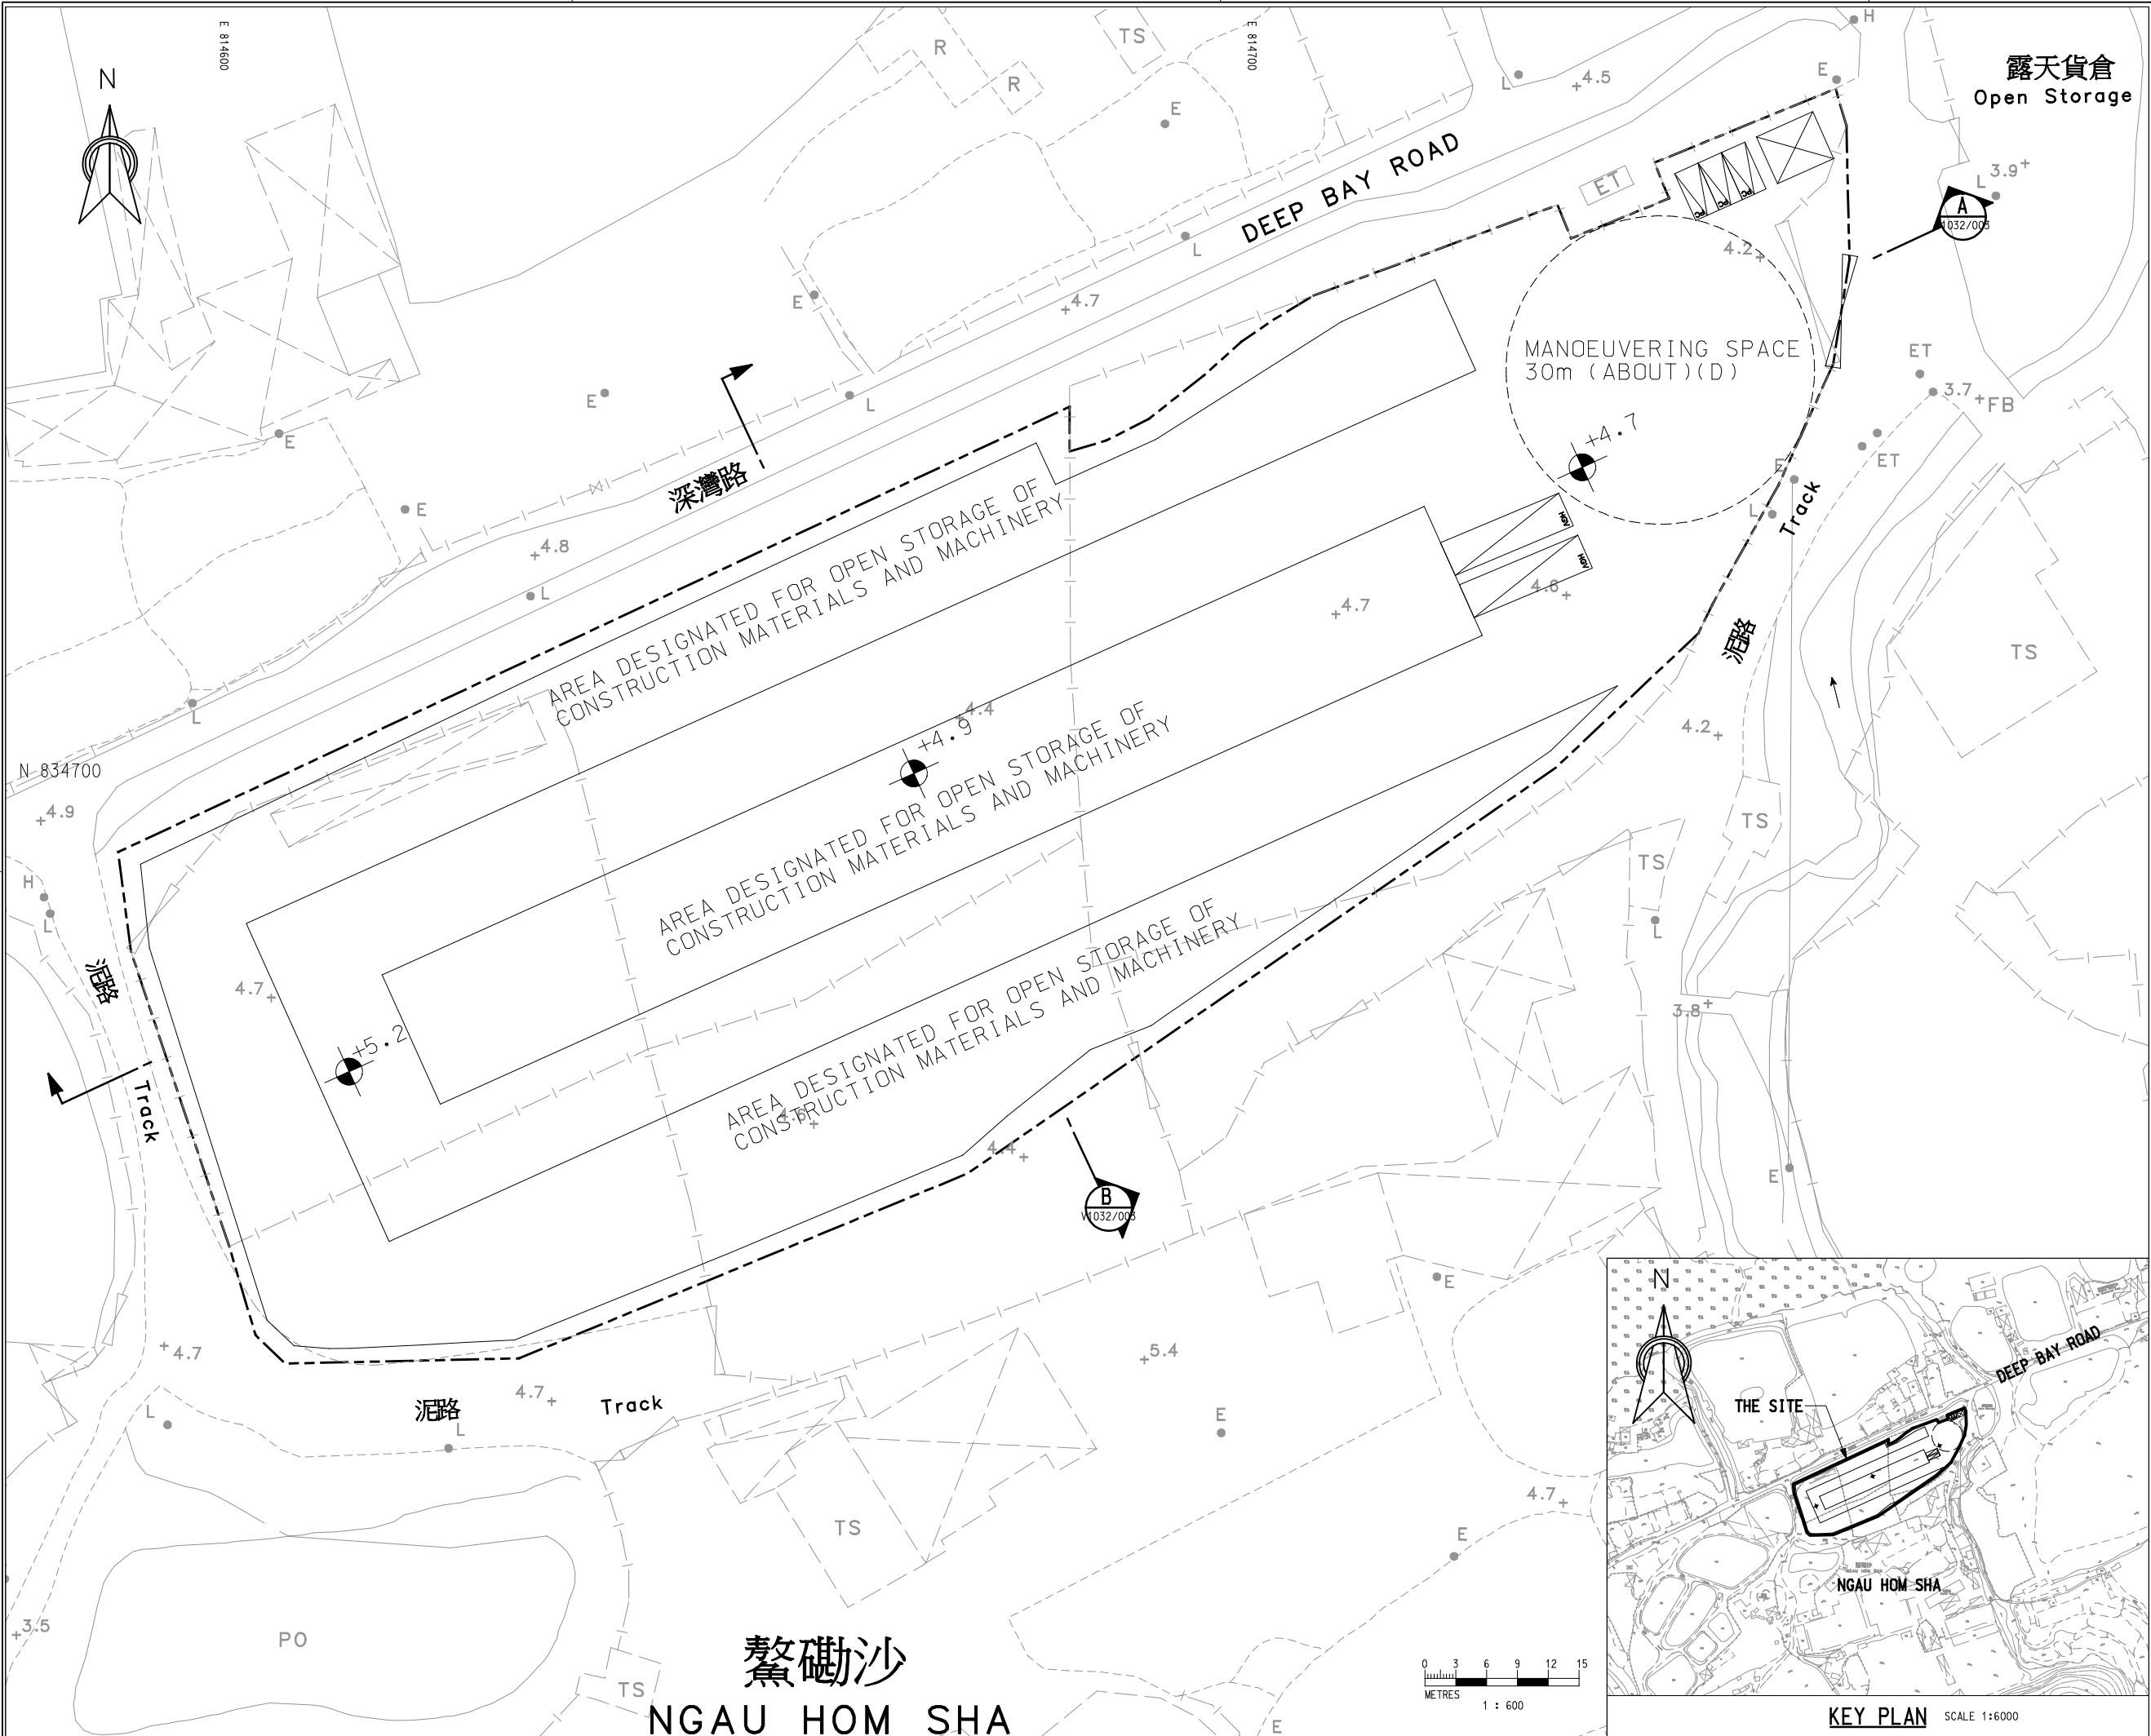 E 814600
E 814700
N
R
R
TS
H
L
+4.5
E
露天貨倉
Open Storage
E
DEEP BAY ROAD
ET
L
3.9+
A
1032/003
L
4.2+
E
+4.7
MANOEUVERING SPACE
30m (ABOUT)(D)
ET
3.7+FB
ET
E
L
E
深灣路
E
+4.7
E
L
Track
HGV
HGV
4.6+
+4.7
+4.8
L
AREA DESIGNATED FOR OPEN STORAGE OF
CONSTRUCTION MATERIALS AND MACHINERY
泥路
TS
L
4.4
+4.9
4.2+
N 834700
+4.9
AREA DESIGNATED FOR OPEN STORAGE OF
CONSTRUCTION MATERIALS AND MACHINERY
TS
TS
H
L
L
泥路
4.7+
AREA DESIGNATED FOR OPEN STORAGE OF
CONSTRUCTION MATERIALS AND MACHINERY
3.8+
+5.2
Track
4.6+
4.4+
B
V1032/003
E
E
+4.7
+5.4
4.7+
泥路
Track
L
L
E
TS
4.7+
E
+3.5
PO
TS
E
鰲磡沙
NGAU HOM SHA
0 3 6 9 12 15
METRES
1 : 600
N
DEEP BAY ROAD
THE SITE
NGAU HOM SHA
KEY PLAN
SCALE 1:6000